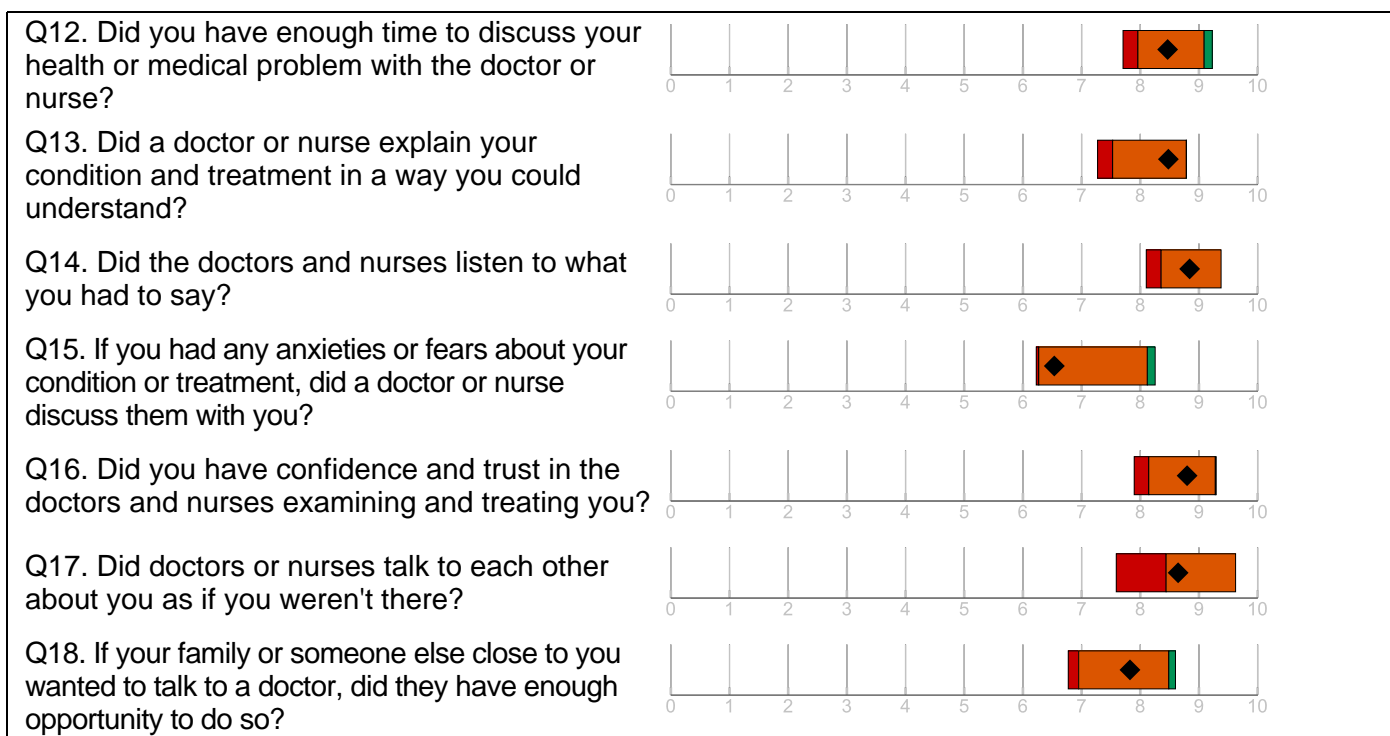 Q12. Did you have enough time to discuss your
health or medical problem with the doctor or
nurse?
0 1 2 3 4 5 6 7 8 9 10
Q13. Did a doctor or nurse explain your
condition and treatment in a way you could
understand?
0 1 2 3 4 5 6 7 8 9 10
Q14. Did the doctors and nurses listen to what
you had to say?
0 1 2 3 4 5 6 7 8 9 10
Q15. If you had any anxieties or fears about your
condition or treatment, did a doctor or nurse
discuss them with you?
0 1 2 3 4 5 6 7 8 9 10
Q16. Did you have confidence and trust in the
doctors and nurses examining and treating you?
0 1 2 3 4 5 6 7 8 9 10
Q17. Did doctors or nurses talk to each other
about you as if you weren't there?
0 1 2 3 4 5 6 7 8 9 10
Q18. If your family or someone else close to you
wanted to talk to a doctor, did they have enough
opportunity to do so?
0 1 2 3 4 5 6 7 8 9 10